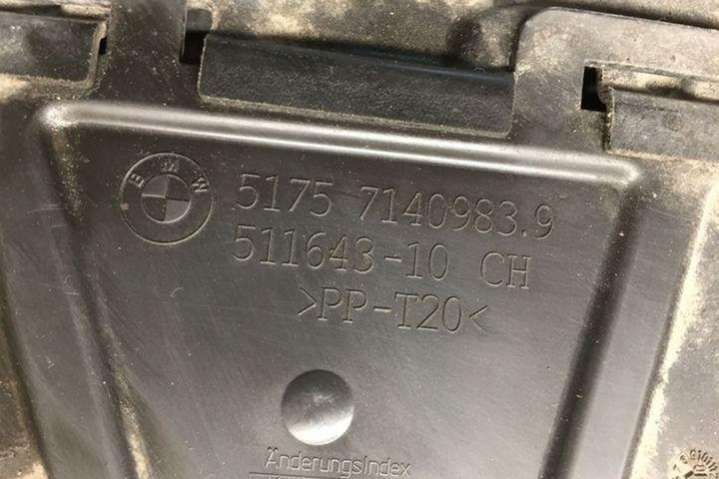 BMW
5175 7140983.9
511643-10 CH
>PP-T20<
Änderungsindex